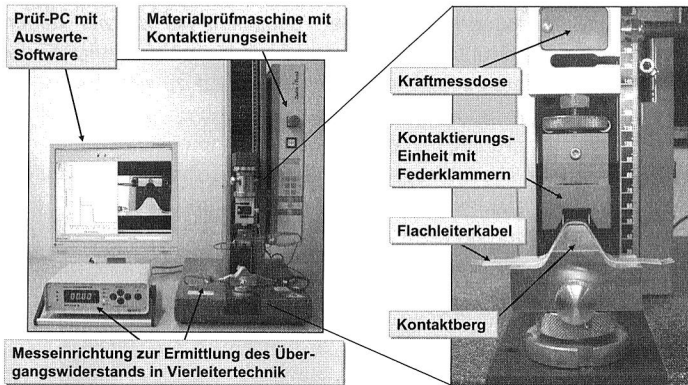 Prüf-PC mit
Auswerte-
Software
Materialprüfmaschine mit
Kontaktierungseinheit
Kraftmessdose
Kontaktierungs-
Einheit mit
Federklammern
Flachleiterkabel
Kontaktberg
Messeinrichtung zur Ermittlung des Über-
gangswiderstands in Vierleitertechnik